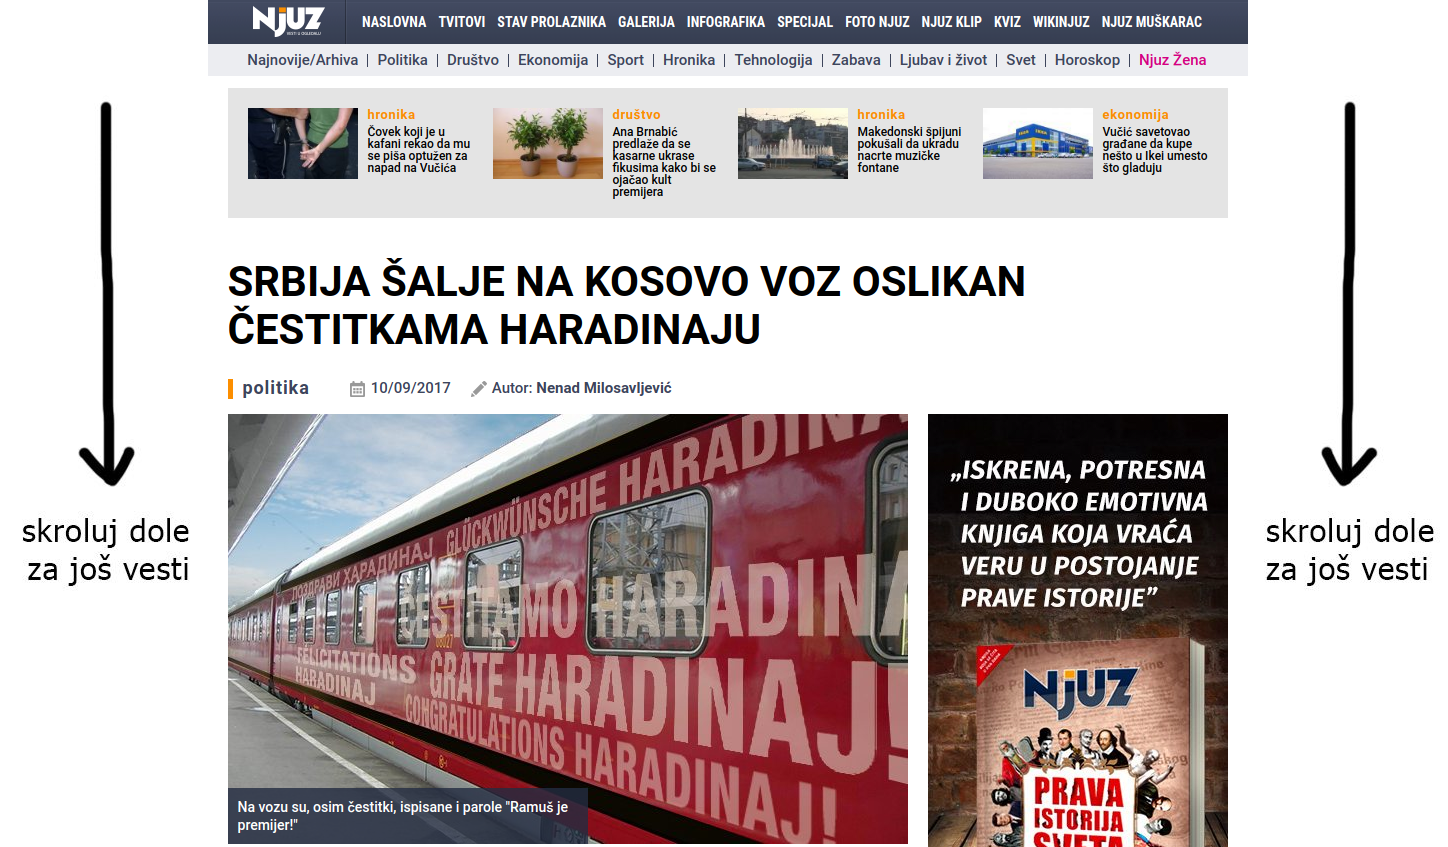 NJUZ
VESTI U OGLEDALU
NASLOVNA TVITOVI STAV PROLAZNIKA GALERIJA INFOGRAFIKA SPECIJAL FOTO NJUZ NJUZ KLIP KVIZ WIKINJUZ NJUZ MUŠKARAC
Najnovije/Arhiva | Politika | Društvo | Ekonomija | Sport | Hronika | Tehnologija | Zabava | Ljubav i život | Svet | Horoskop | Njuz Žena
hronika
Čovek koji je u
kafani rekao da mu
se piša optužen za
napad na Vučića
društvo
Ana Brnabić
predlaže da se
kasarne ukrase
fikusima kako bi se
ojačao kult
premijera
hronika
Makedonski špijuni
pokušali da ukradu
nacrte muzičke
fontane
ekonomija
Vučić savetovao
građane da kupe
nešto u Ikei umesto
što gladuju
SRBIJA ŠALJE NA KOSOVO VOZ OSLIKAN
ČESTITKAMA HARADINAJU
politika 10/09/2017 Autor: Nenad Milosavljević
GLÜCKWÜNSCHE HARADINA
ПОЗДРАВИ ХАРАДИНАЈ
ČESTITAMO HARADINA
FÉLICITATIONS
HARADINAJ
GRATË HARADINAJ!
CONGRATULATIONS HARADINAJ!
Na vozu su, osim čestitki, ispisane i parole "Ramuš je
premijer!"
„ISKRENA, POTRESNA
I DUBOKO EMOTIVNA
KNJIGA KOJA VRAĆA
VERU U POSTOJANJE
PRAVE ISTORIJE”
NJUZ
PRAVA
ISTORIJA
SVETA
skroluj dole
za još vesti
skroluj dole
za još vesti